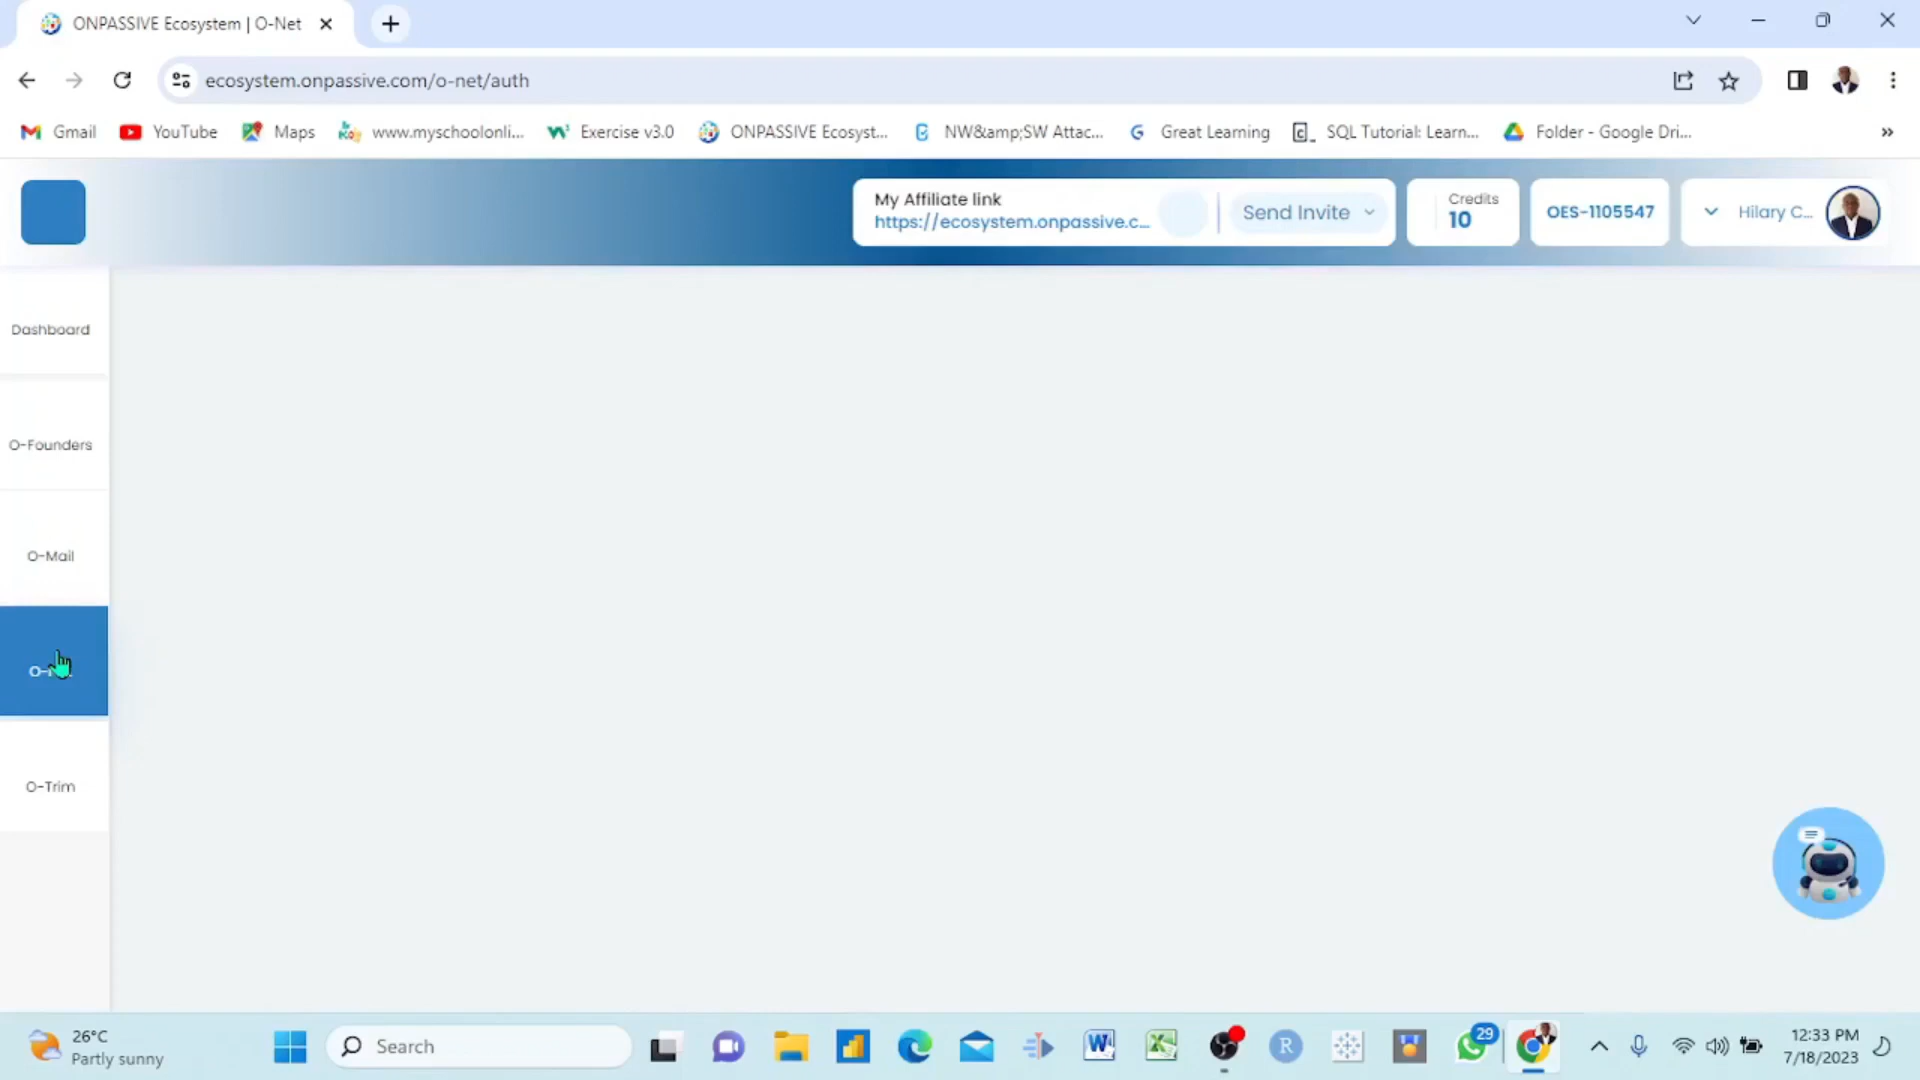 ONPASSIVE Ecosystem | O-Net
ecosystem.onpassive.com/o-net/auth
Gmail
YouTube
Maps
www.myschoolonli...
Exercise v3.0
ONPASSIVE Ecosyst...
NW&amp;SW Attac...
Great Learning
SQL Tutorial: Learn...
Folder - Google Dri...
My Affiliate link
https://ecosystem.onpassive.c...
Send Invite
Credits
10
OES-1105547
Hilary C...
Dashboard
O-Founders
O-Mail
O-Trim
26°C
Partly sunny
Search
29
12:33 PM
7/18/2023